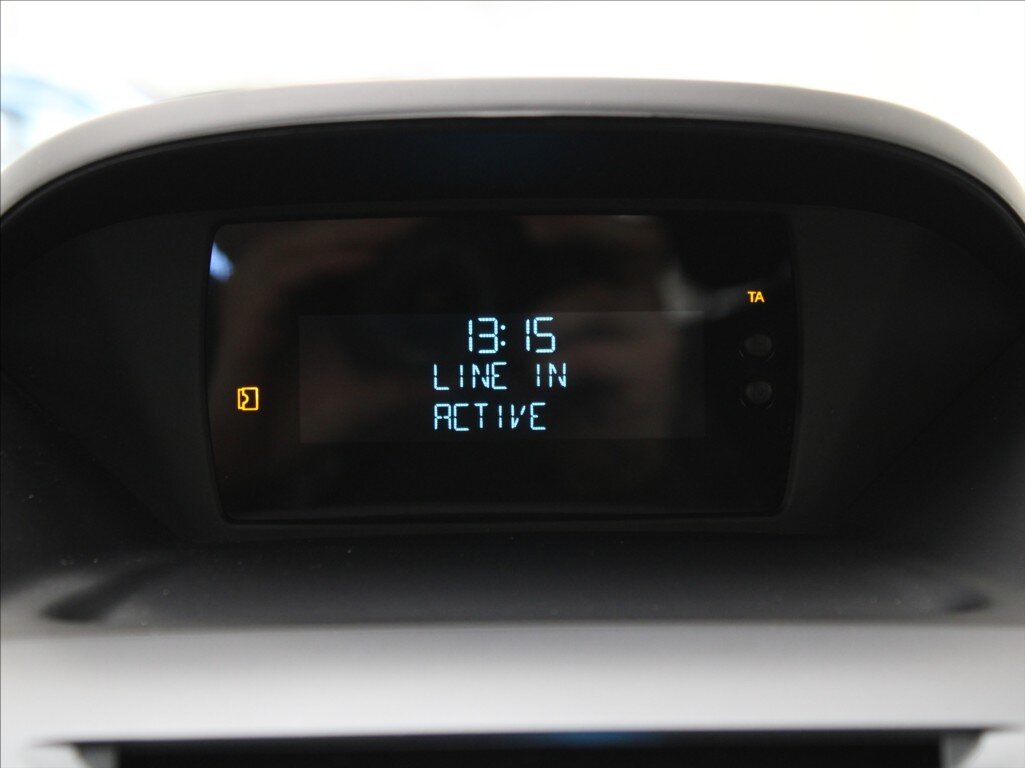 13:15
TA
LINE IN
ACTIVE